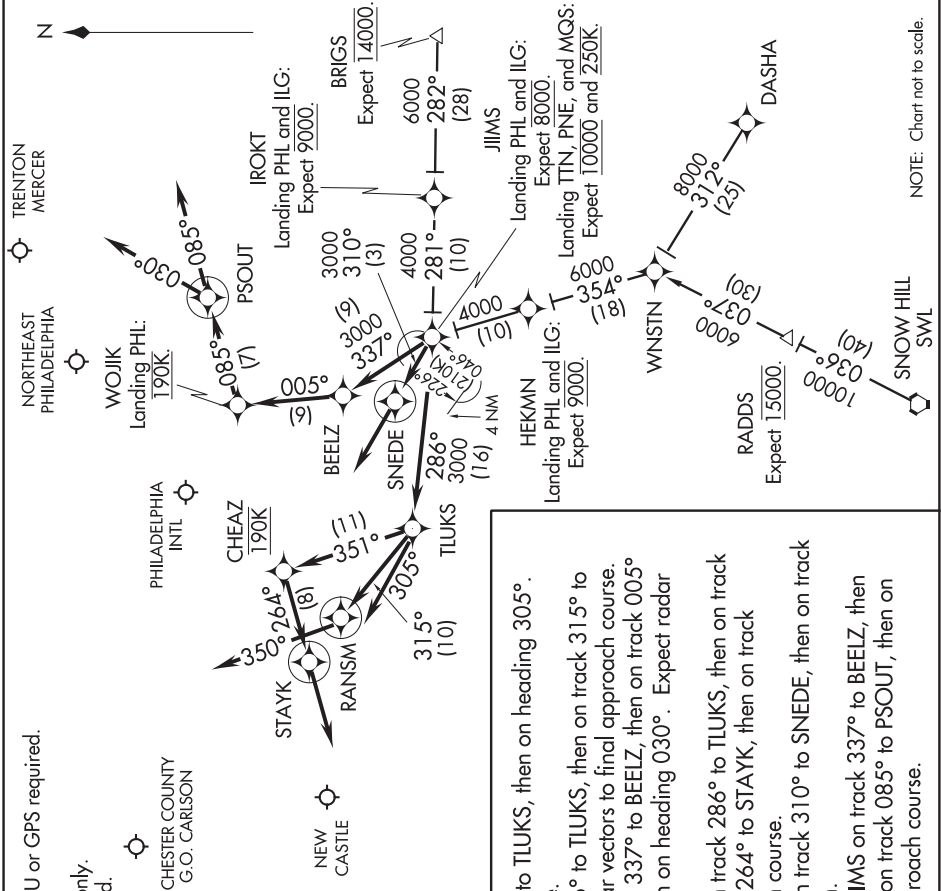 N
TRENTON
MERCER
NORTHEAST
PHILADELPHIA
PHILADELPHIA
INTL
CHESTER COUNTY
G.O. CARLSON
NEW
CASTLE
030°
085°
PSOUT
WOJIK
Landing PHL:
190K.
085°
(7)
005°
(9)
BEELZ
SNEDE
337°
3000
(9)
3000
310°
(3)
IROKT
Landing PHL and ILG:
Expect 9000.
BRIGS
Expect 14000.
6000
282°
(28)
4000
281°
(10)
JIIMS
Landing PHL and ILG:
Expect 8000.
Landing TTN, PNE, and MQS:
Expect 10000 and 250K.
226°
(210K)
046°
4 NM
286°
3000
(16)
TLUKS
CHEAZ
190K
351°
(11)
264°
(8)
350°
STAYK
RANSM
305°
315°
(10)
4000
(10)
HEKMN
Landing PHL and ILG:
Expect 9000.
6000
354°
(18)
WNSTN
8000
312°
(25)
DASHA
6000
037°
(30)
RADDS
Expect 15000.
10000
036°
(40)
SNOW HILL
SWL
NOTE: Chart not to scale.
U or GPS required.
only.
d.
to TLUKS, then on heading 305°.
e.
6° to TLUKS, then on track 315° to
ar vectors to final approach course.
337° to BEELZ, then on track 005°
n on heading 030°. Expect radar
track 286° to TLUKS, then on track
264° to STAYK, then on track
course.
n track 310° to SNEDE, then on track
IMS on track 337° to BEELZ, then
on track 085° to PSOUT, then on
roach course.